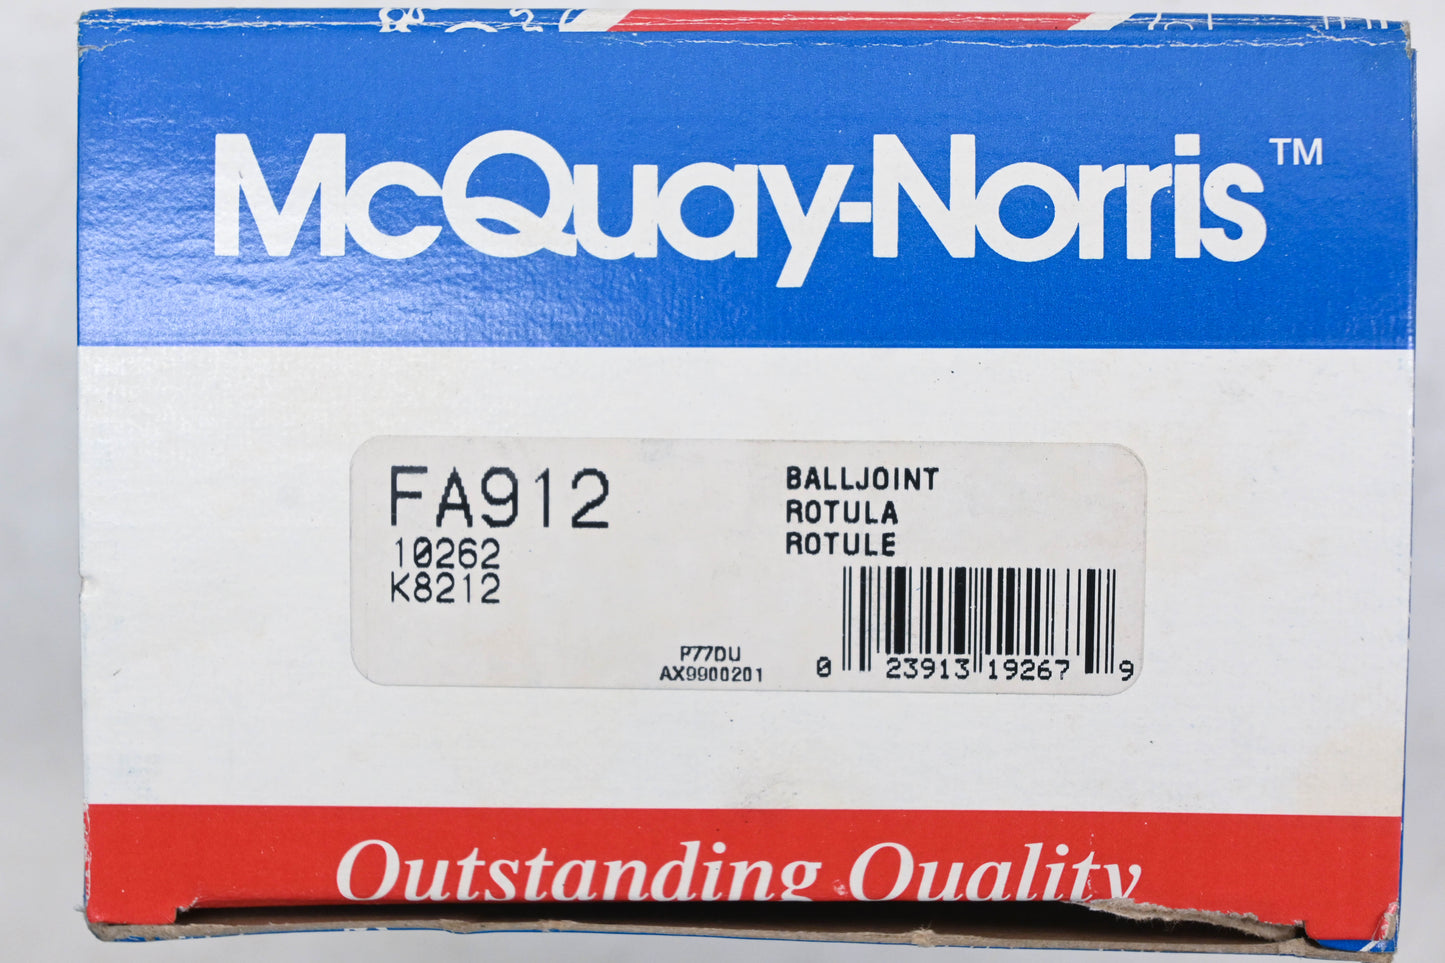 McQuay-Norris™
FA912
10262
K8212
BALLJOINT
ROTULA
ROTULE
P77DU
AX9900201
0 23913 19267 9
Outstanding Quality